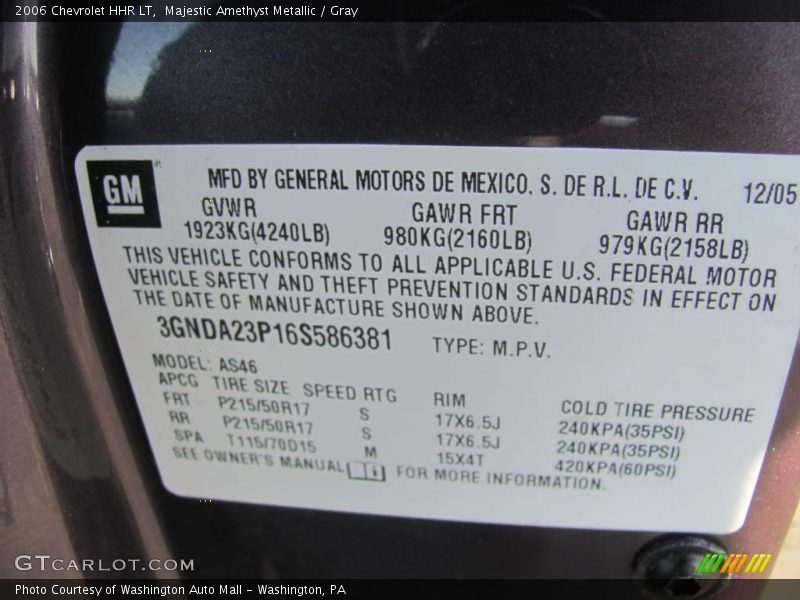 2006 Chevrolet HHR LT,  Majestic Amethyst Metallic / Gray
GM
MFD BY GENERAL MOTORS DE MEXICO, S. DE R.L. DE C.V. 12/05
GVWR GAWR FRT GAWR RR
1923KG(4240LB) 980KG(2160LB) 979KG(2158LB)
THIS VEHICLE CONFORMS TO ALL APPLICABLE U.S. FEDERAL MOTOR
VEHICLE SAFETY AND THEFT PREVENTION STANDARDS IN EFFECT ON
THE DATE OF MANUFACTURE SHOWN ABOVE.
3GNDA23P16S586381 TYPE: M.P.V.
MODEL: AS46
APCG TIRE SIZE SPEED RTG RIM COLD TIRE PRESSURE
FRT P215/50R17 S 17X6.5J 240KPA(35PSI)
RR P215/50R17 S 17X6.5J 240KPA(35PSI)
SPA T115/70D15 M 15X4T 420KPA(60PSI)
SEE OWNER'S MANUAL FOR MORE INFORMATION.
GTCARLOT.COM
Photo Courtesy of Washington Auto Mall - Washington, PA